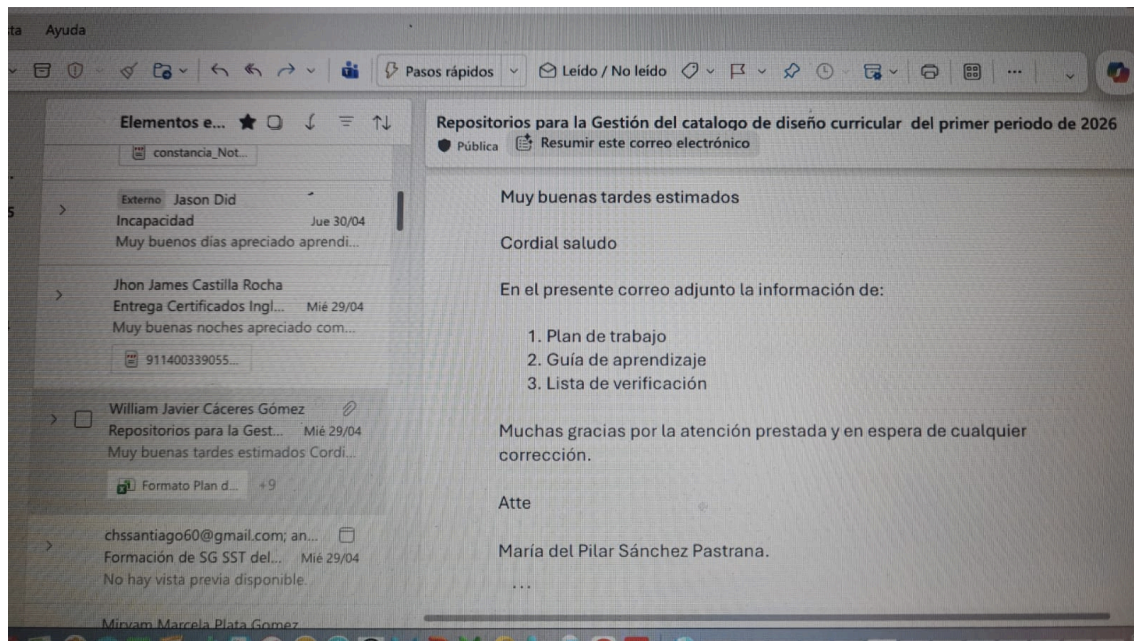 Ayuda
Pasos rápidos
Leído / No leído
Elementos e...
constancia_Not...
Externo Jason Did
Incapacidad Jue 30/04
Muy buenos días apreciado aprendi...
Jhon James Castilla Rocha
Entrega Certificados Ingl... Mié 29/04
Muy buenas noches apreciado com...
911400339055...
William Javier Cáceres Gómez
Repositorios para la Gest... Mié 29/04
Muy buenas tardes estimados Cordi...
Formato Plan d... +9
chssantiago60@gmail.com; an...
Formación de SG SST del... Mié 29/04
No hay vista previa disponible.
Miryam Marcela Plata Gomez
Repositorios para la Gestión del catalogo de diseño curricular del primer periodo de 2026
Pública Resumir este correo electrónico
Muy buenas tardes estimados
Cordial saludo
En el presente correo adjunto la información de:
1. Plan de trabajo
2. Guía de aprendizaje
3. Lista de verificación
Muchas gracias por la atención prestada y en espera de cualquier
corrección.
Atte
María del Pilar Sánchez Pastrana.
...